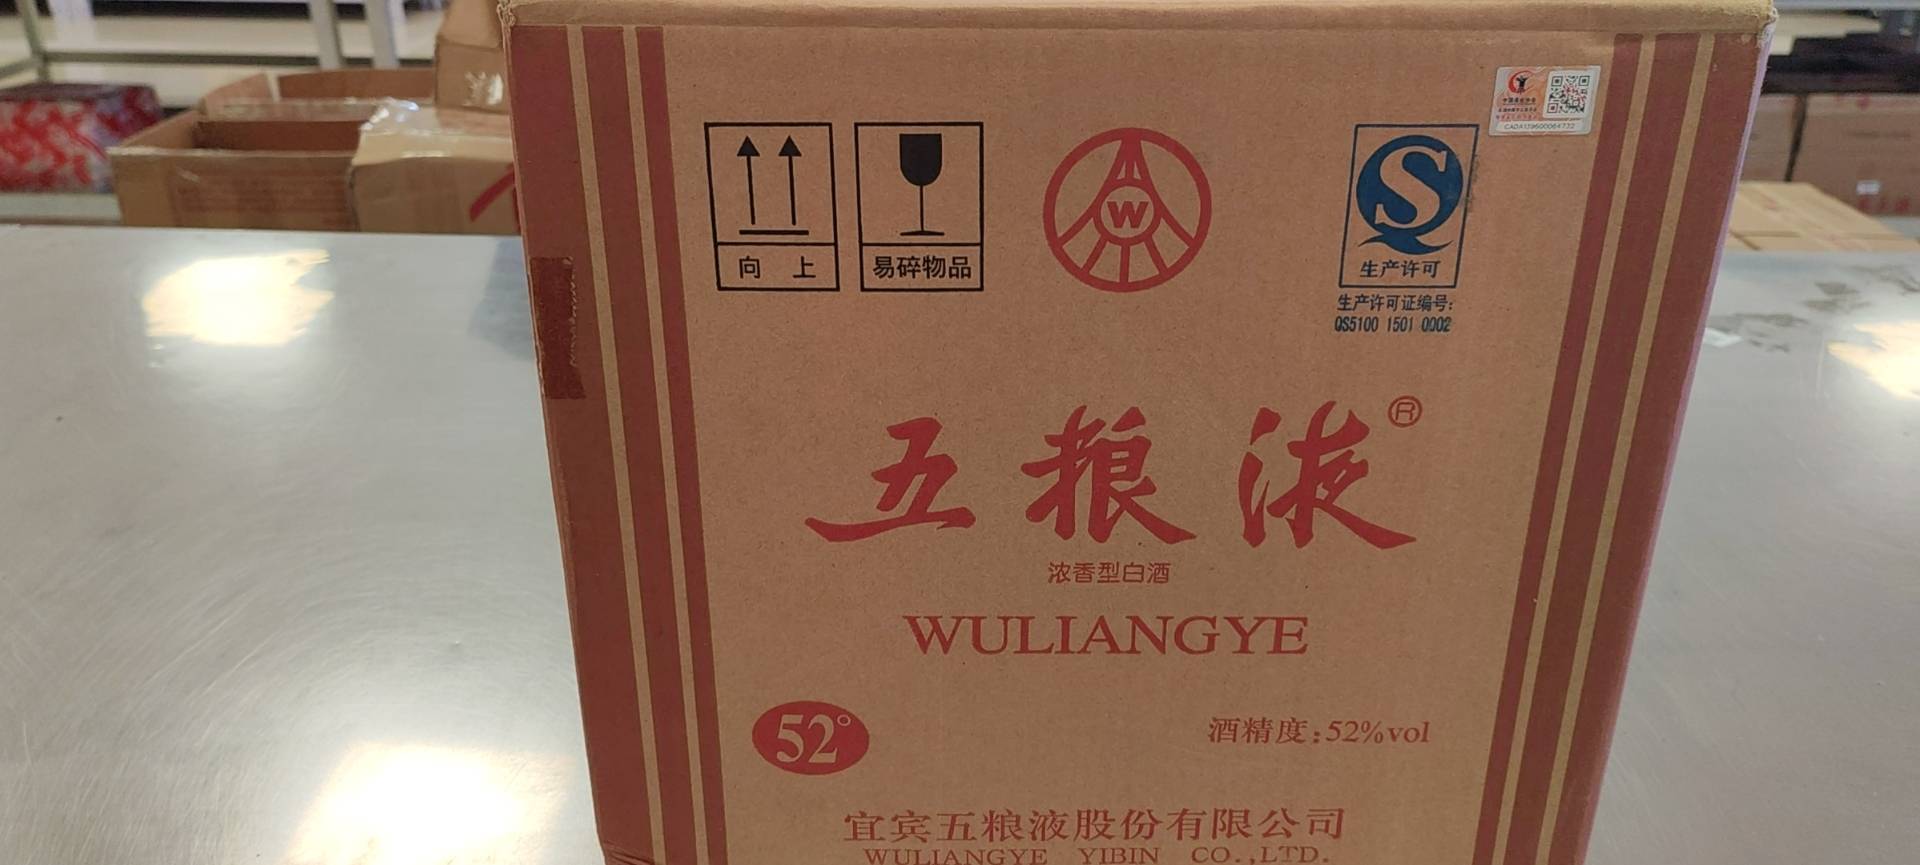 CADA139600064732
W
S
向 上
易碎物品
生产许可
生产许可证编号:
QS5100 1501 0002
五粮液®
浓香型白酒
WULIANGYE
52°
酒精度:52%vol
宜宾五粮液股份有限公司
WULIANGYE YIBIN CO.,LTD.